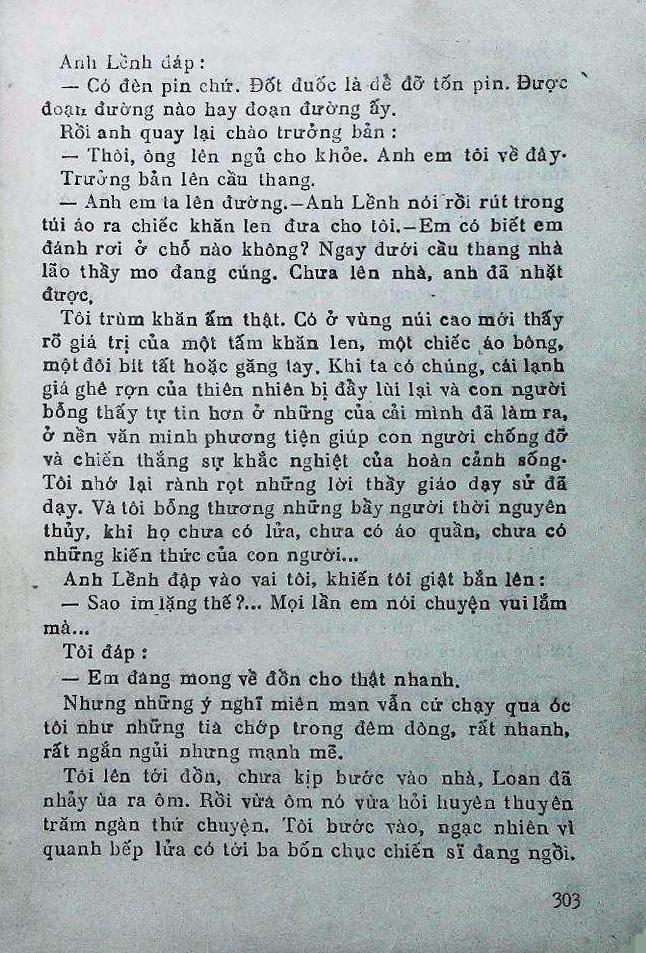 Anh Lềnh đáp :
— Có đèn pin chứ. Đốt đuốc là để đỡ tốn pin. Được
đoạn đường nào hay đoạn đường ấy.
Rồi anh quay lại chào trưởng bản :
— Thôi, ông lên ngủ cho khỏe. Anh em tôi về đây.
Trưởng bản lên cầu thang.
— Anh em ta lên đường.—Anh Lềnh nói rồi rút trong
túi áo ra chiếc khăn len đưa cho tôi.—Em có biết em
đánh rơi ở chỗ nào không? Ngay dưới cầu thang nhà
lão thầy mo đang cúng. Chưa lên nhà, anh đã nhặt
được.
Tôi trùm khăn ấm thật. Có ở vùng núi cao mới thấy
rõ giá trị của một tấm khăn len, một chiếc áo bông,
một đôi bít tất hoặc găng tay. Khi ta có chúng, cái lạnh
giá ghê rợn của thiên nhiên bị đẩy lùi lại và con người
bỗng thấy tự tin hơn ở những của cải mình đã làm ra,
ở nền văn minh phương tiện giúp con người chống đỡ
và chiến thắng sự khắc nghiệt của hoàn cảnh sống.
Tôi nhớ lại rành rọt những lời thầy giáo dạy sử đã
dạy. Và tôi bỗng thương những bầy người thời nguyên
thủy, khi họ chưa có lửa, chưa có áo quần, chưa có
những kiến thức của con người...
Anh Lềnh đập vào vai tôi, khiến tôi giật bắn lên :
— Sao im lặng thế ?... Mọi lần em nói chuyện vui lắm
mà...
Tôi đáp :
— Em đang mong về đồn cho thật nhanh.
Nhưng những ý nghĩ miên man vẫn cứ chạy qua óc
tôi như những tia chớp trong đêm dông, rất nhanh,
rất ngắn ngủi nhưng mạnh mẽ.
Tôi lên tới đồn, chưa kịp bước vào nhà, Loan đã
nhảy ùa ra ôm. Rồi vừa ôm nó vừa hỏi huyên thuyên
trăm ngàn thứ chuyện. Tôi bước vào, ngạc nhiên vì
quanh bếp lửa có tới ba bốn chục chiến sĩ đang ngồi.
303